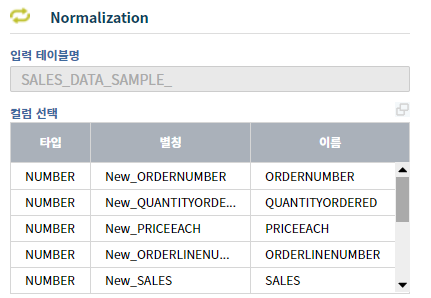 Normalization
입력 테이블명
SALES_DATA_SAMPLE_
컬럼 선택
타입 별칭 이름
NUMBER New_ORDERNUMBER ORDERNUMBER
NUMBER New_QUANTITYORDE... QUANTITYORDERED
NUMBER New_PRICEEACH PRICEEACH
NUMBER New_ORDERLINENU... ORDERLINENUMBER
NUMBER New_SALES SALES